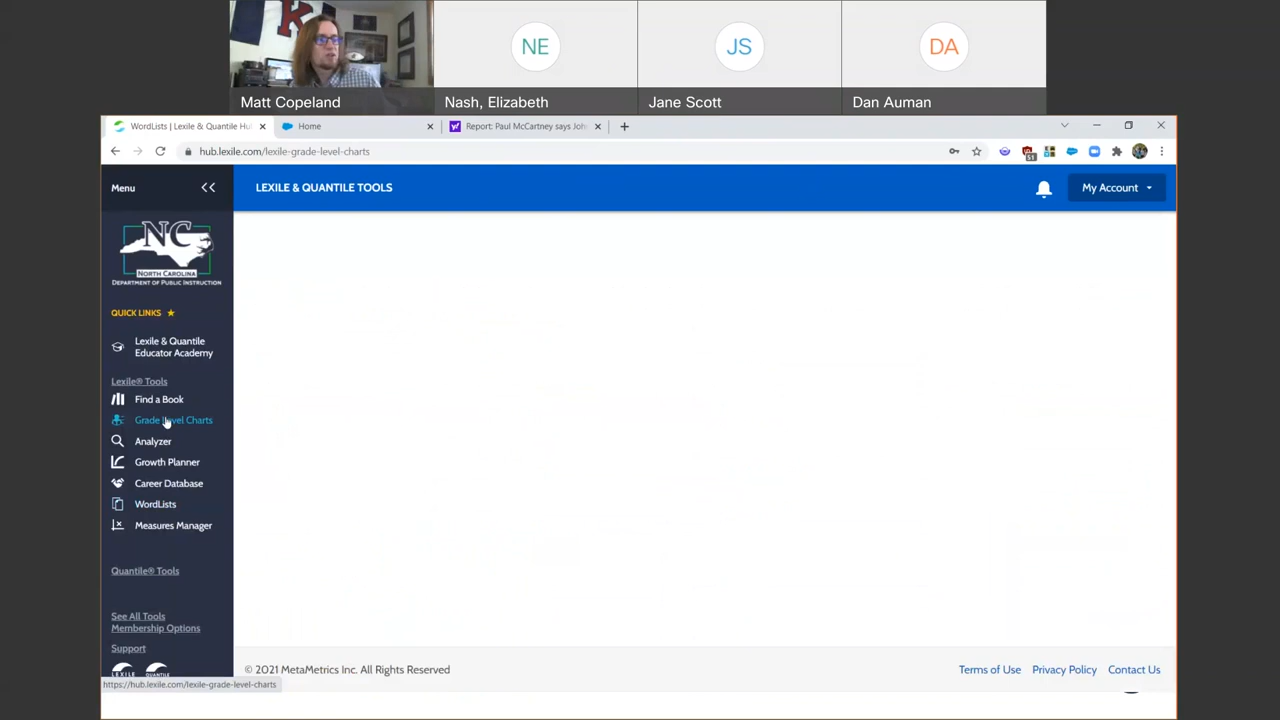 NE
JS
DA
Matt Copeland
Nash, Elizabeth
Jane Scott
Dan Auman
WordLists | Lexile & Quantile Hu
Home
Report: Paul McCartney says Joh
hub.lexile.com/lexile-grade-level-charts
51
Menu
LEXILE & QUANTILE TOOLS
My Account
NC
NORTH CAROLINA
DEPARTMENT OF PUBLIC INSTRUCTION
QUICK LINKS
Lexile & Quantile
Educator Academy
Lexile® Tools
Find a Book
Grade Level Charts
Analyzer
Growth Planner
Career Database
WordLists
Measures Manager
Quantile® Tools
See All Tools
Membership Options
Support
LEXILE
QUANTILE
© 2021 MetaMetrics Inc. All Rights Reserved
Terms of Use
Privacy Policy
Contact Us
https://hub.lexile.com/lexile-grade-level-charts